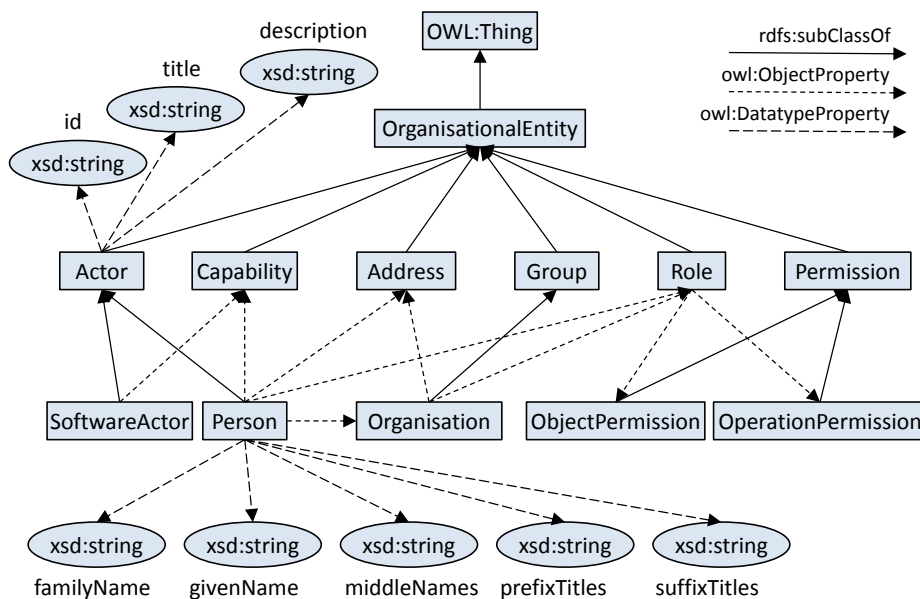 description
OWL:Thing
rdfs:subClassOf
title
xsd:string
owl:ObjectProperty
id
xsd:string
owl:DatatypeProperty
xsd:string
OrganisationalEntity
Actor
Capability
Address
Group
Role
Permission
SoftwareActor
Person
Organisation
ObjectPermission
OperationPermission
xsd:string
xsd:string
xsd:string
xsd:string
xsd:string
familyName
givenName
middleNames
prefixTitles
suffixTitles